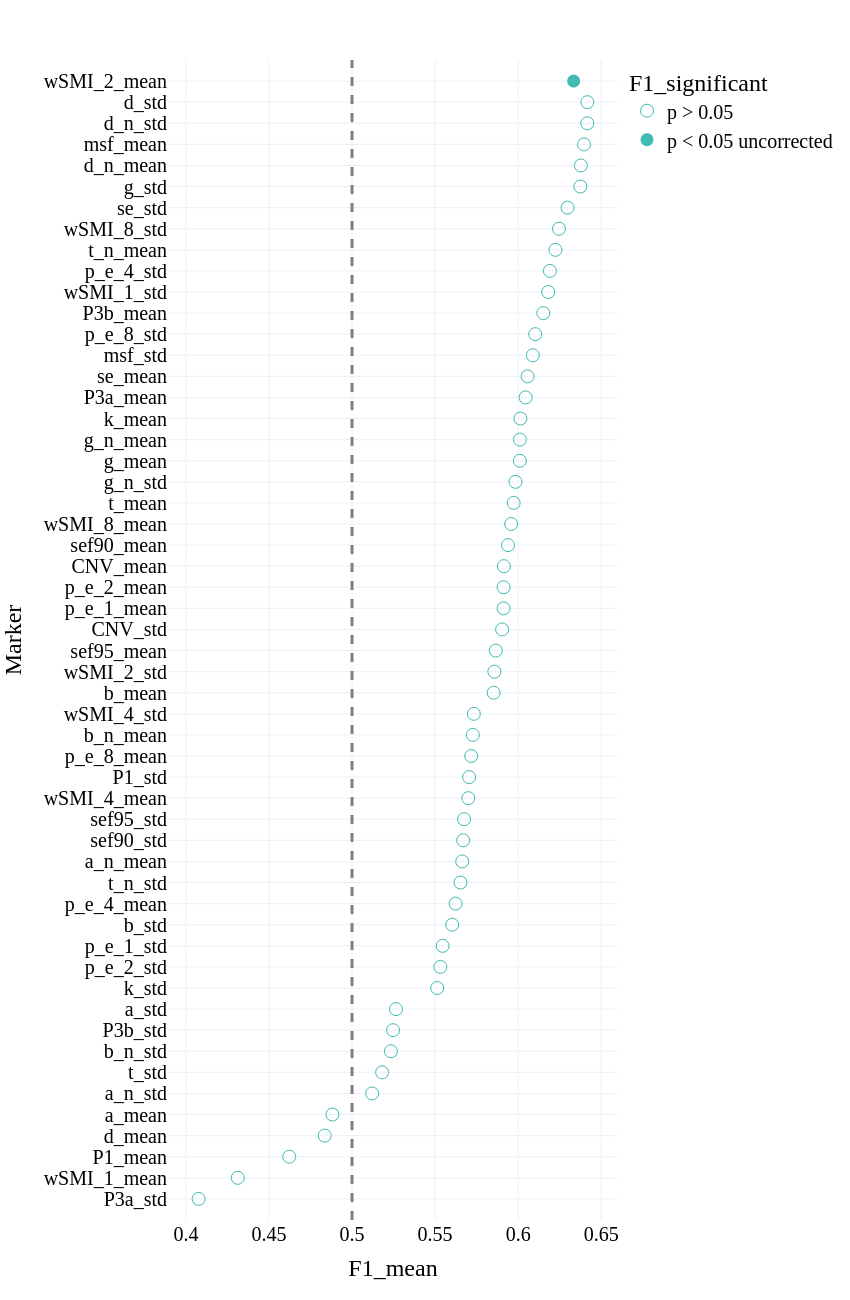 wSMI_2_mean
d_std
d_n_std
msf_mean
d_n_mean
g_std
se_std
wSMI_8_std
t_n_mean
p_e_4_std
wSMI_1_std
P3b_mean
p_e_8_std
msf_std
se_mean
P3a_mean
k_mean
g_n_mean
g_mean
g_n_std
t_mean
wSMI_8_mean
sef90_mean
CNV_mean
p_e_2_mean
p_e_1_mean
CNV_std
sef95_mean
wSMI_2_std
b_mean
wSMI_4_std
b_n_mean
p_e_8_mean
P1_std
wSMI_4_mean
sef95_std
sef90_std
a_n_mean
t_n_std
p_e_4_mean
b_std
p_e_1_std
p_e_2_std
k_std
a_std
P3b_std
b_n_std
t_std
a_n_std
a_mean
d_mean
P1_mean
wSMI_1_mean
P3a_std
Marker
0.4 0.45 0.5 0.55 0.6 0.65
F1_mean
F1_significant
p > 0.05
p < 0.05 uncorrected